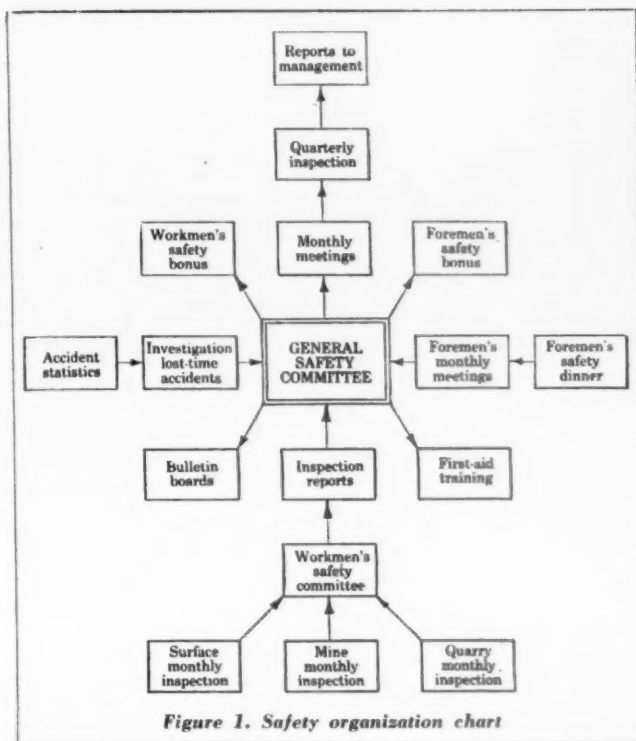 Reports to
management
Quarterly
inspection
Workmen's
safety
bonus
Monthly
meetings
Foremen's
safety
bonus
Accident
statistics
Investigation
lost-time
accidents
GENERAL
SAFETY
COMMITTEE
Foremen's
monthly
meetings
Foremen's
safety
dinner
Bulletin
boards
Inspection
reports
First-aid
training
Workmen's
safety
committee
Surface
monthly
inspection
Mine
monthly
inspection
Quarry
monthly
inspection
Figure 1. Safety organization chart